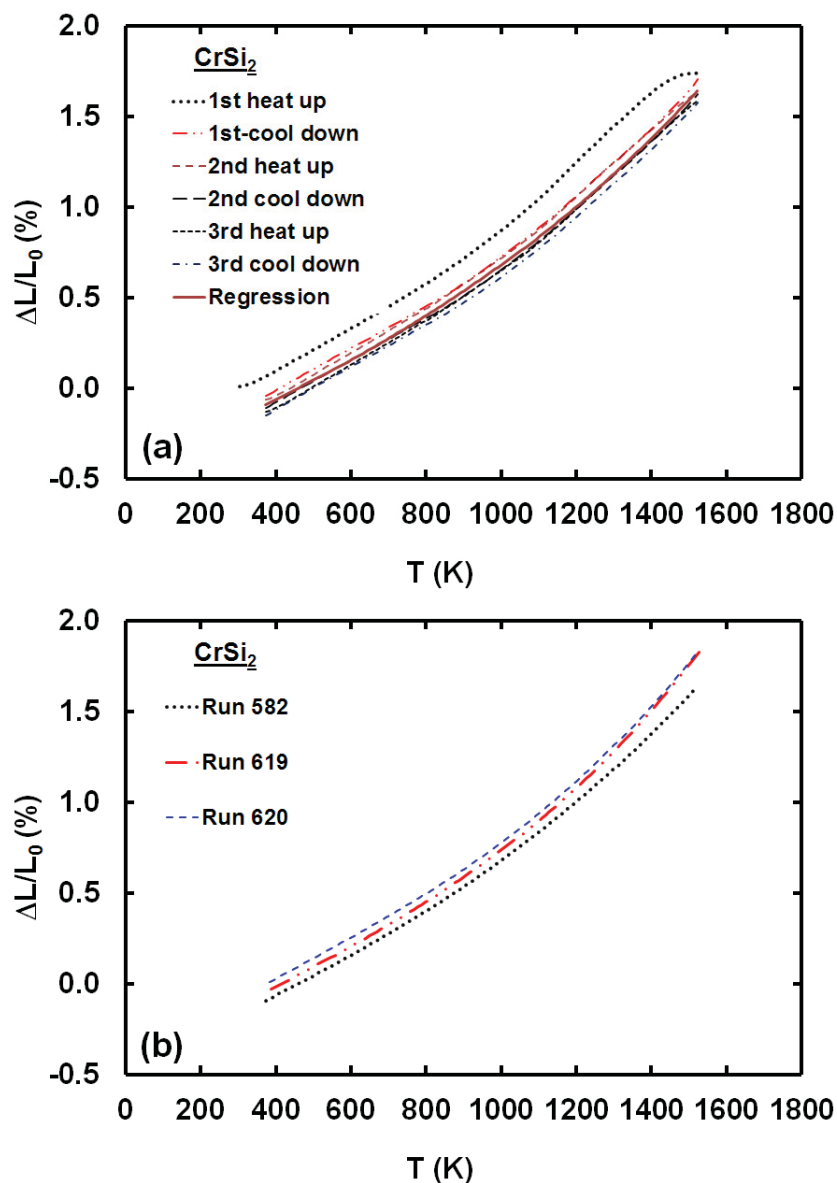 2.0
CrSi2
1st heat up
1.5
1st-cool down
2nd heat up
1.0
2nd cool down
3rd heat up
3rd cool down
0.5
Regression
ΔL/L0 (%)
0.0
(a)
-0.5
0 200 400 600 800 1000 1200 1400 1600 1800
T (K)
2.0
CrSi2
Run 582
1.5
Run 619
1.0
Run 620
0.5
ΔL/L0 (%)
0.0
(b)
-0.5
0 200 400 600 800 1000 1200 1400 1600 1800
T (K)